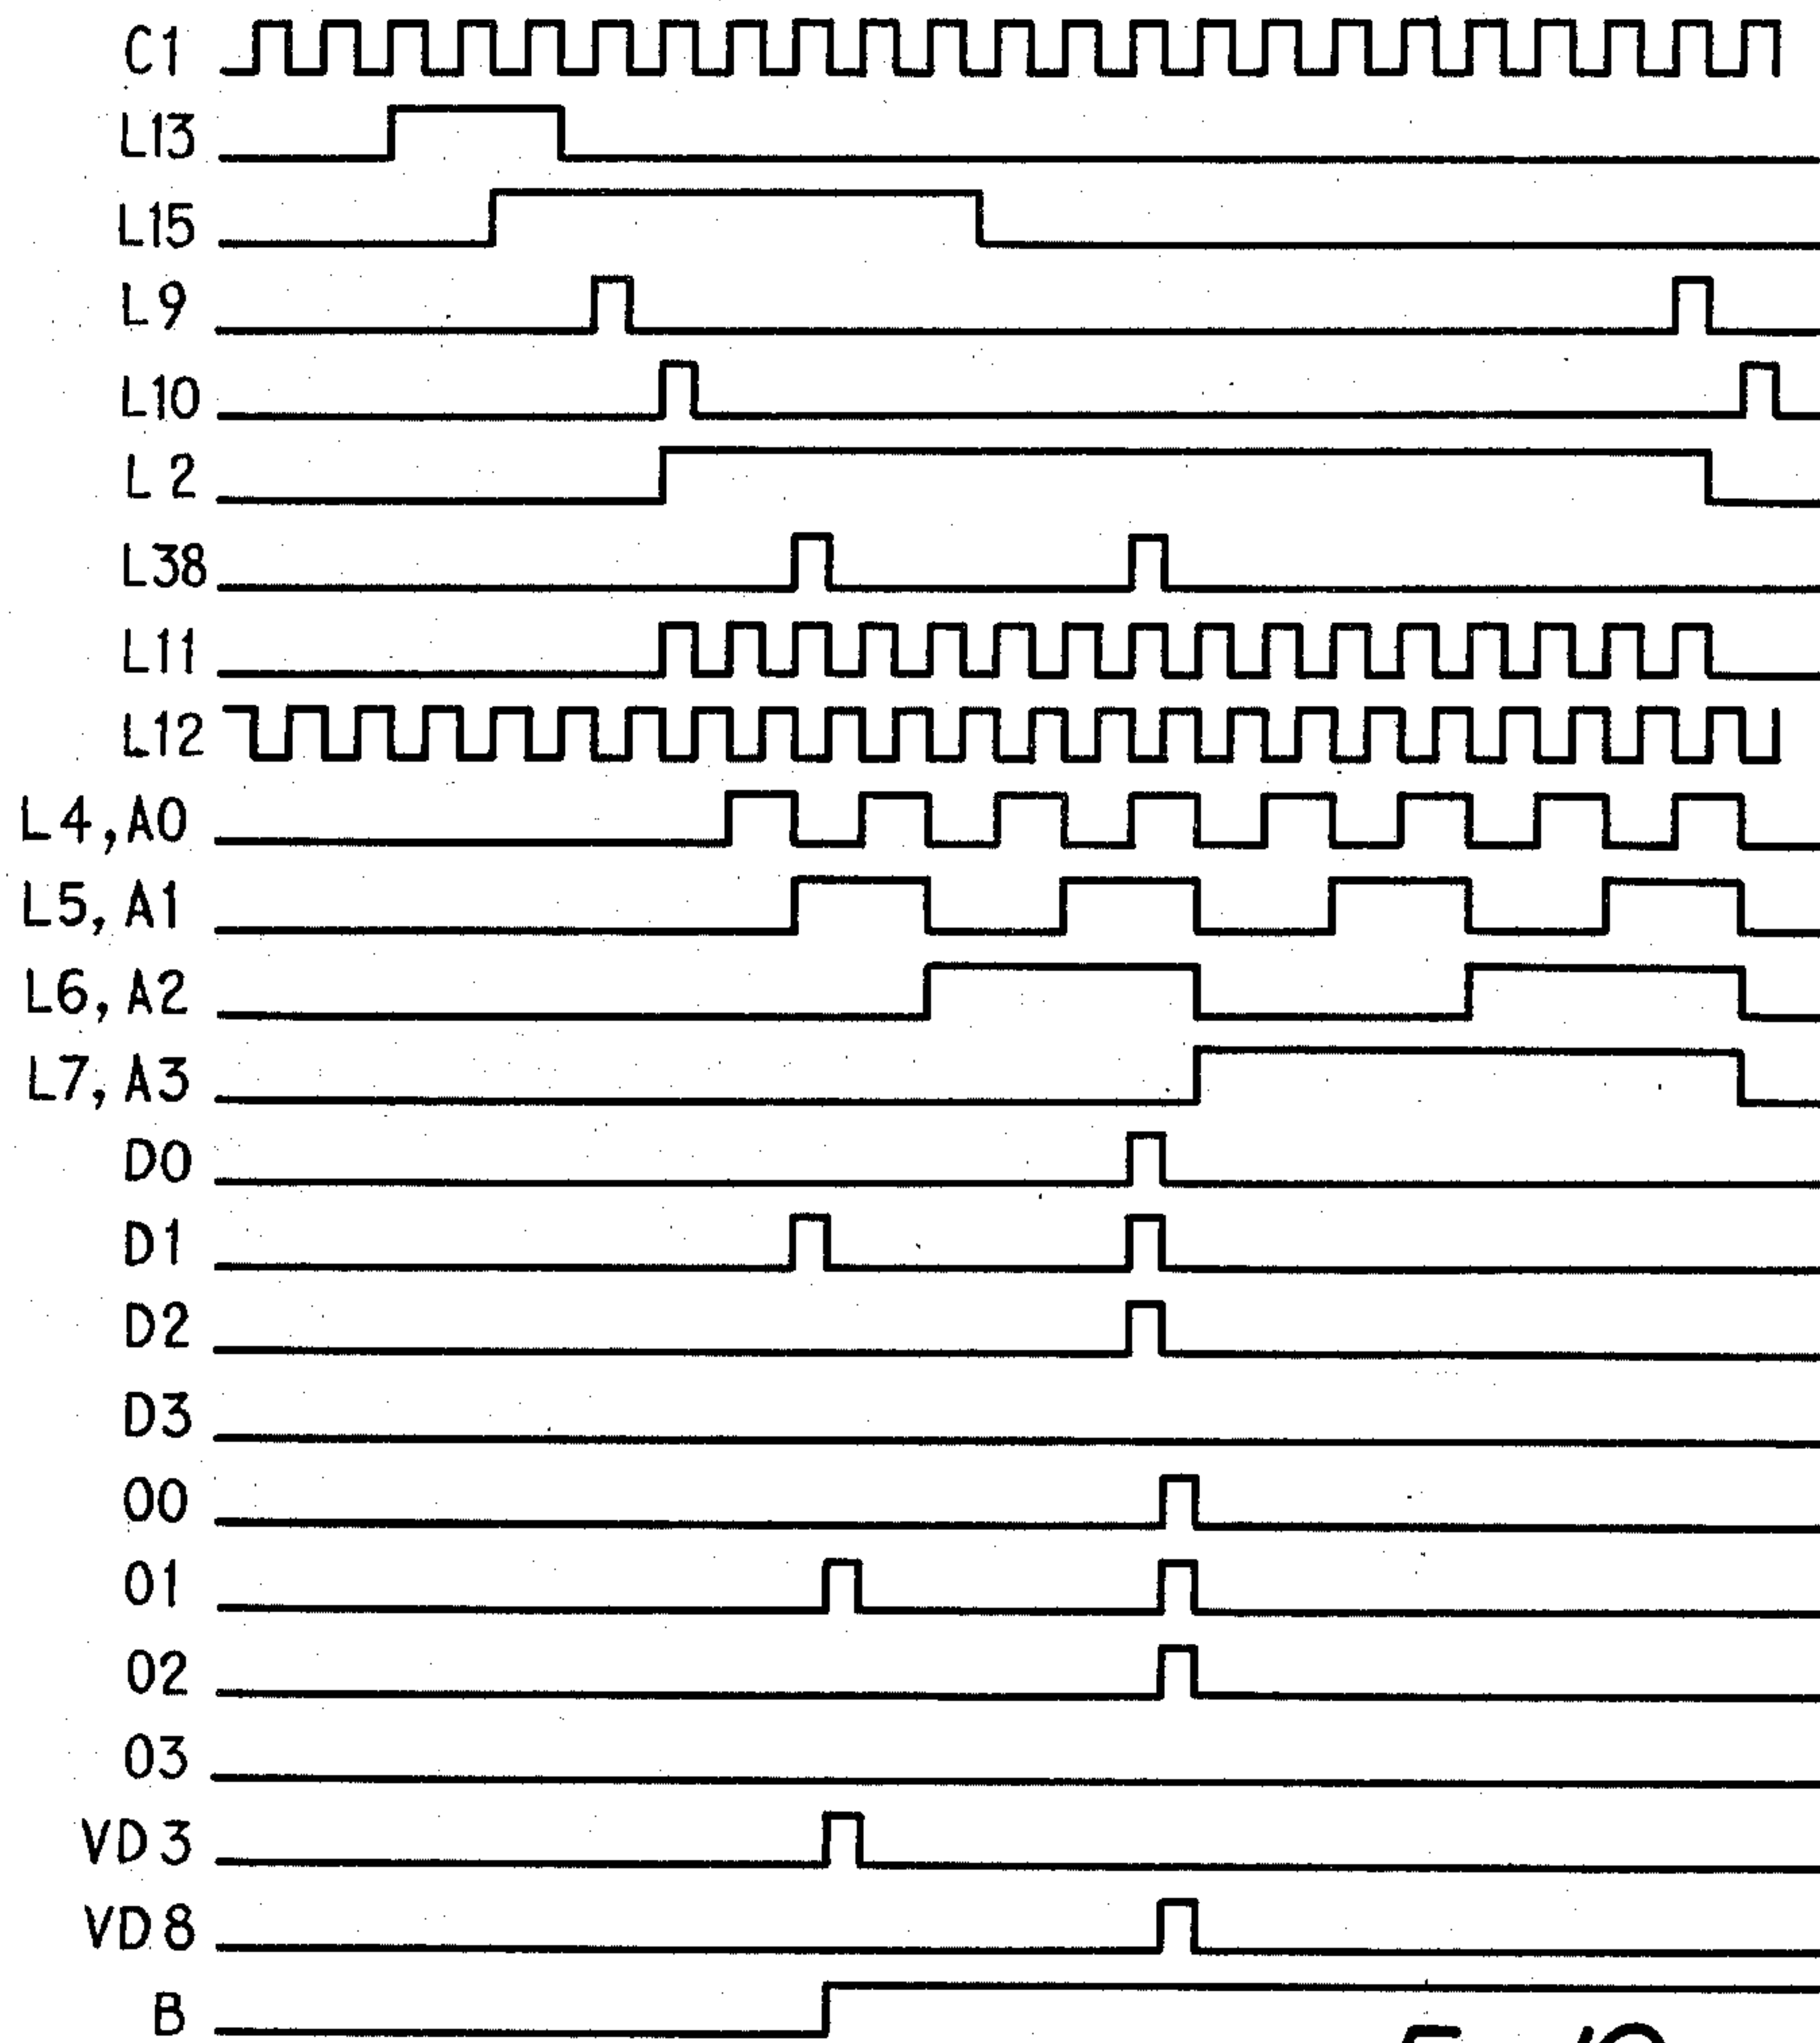 C1
L13
L15
L9
L10
L2
L38
L11
L12
L4, A0
L5, A1
L6, A2
L7, A3
D0
D1
D2
D3
O0
O1
O2
O3
VD3
VD8
B